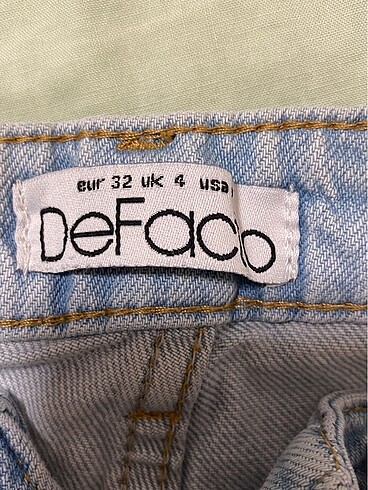 eur 32 uk 4 usa
DeFacto